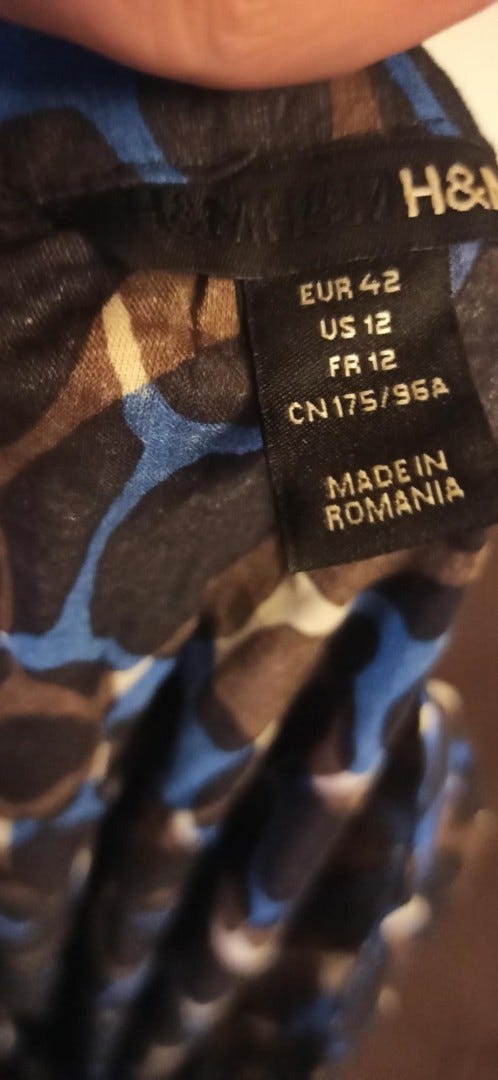 H&M
EUR 42
US 12
FR 12
CN 175/96A
MADE IN
ROMANIA